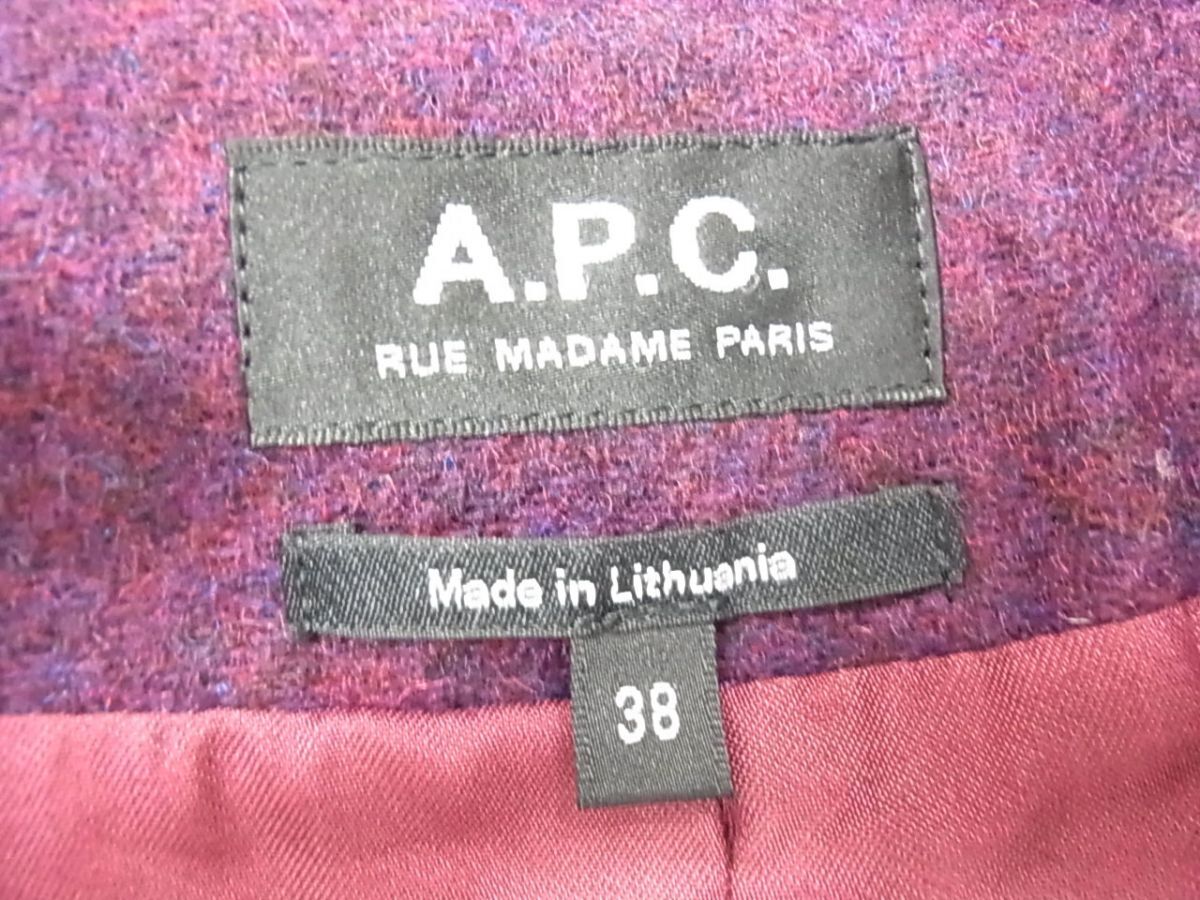 A.P.C.
RUE MADAME PARIS
Made in Lithuania
38